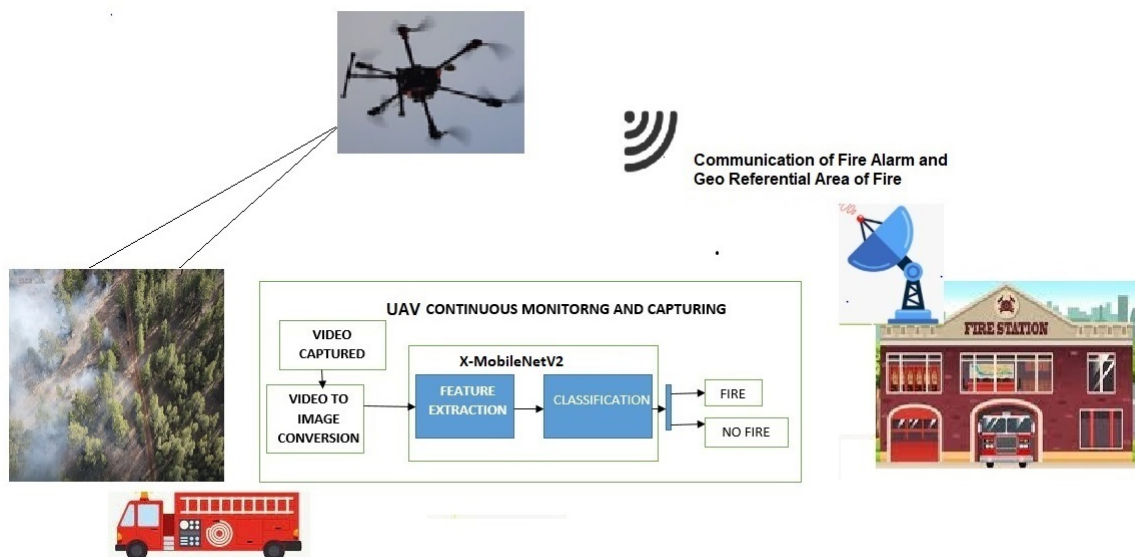 Communication of Fire Alarm and
Geo Referential Area of Fire
UAV CONTINUOUS MONITORNG AND CAPTURING
VIDEO
CAPTURED
X-MobileNetV2
VIDEO TO
IMAGE
CONVERSION
FEATURE
EXTRACTION
CLASSIFICATION
FIRE
NO FIRE
FIRE STATION